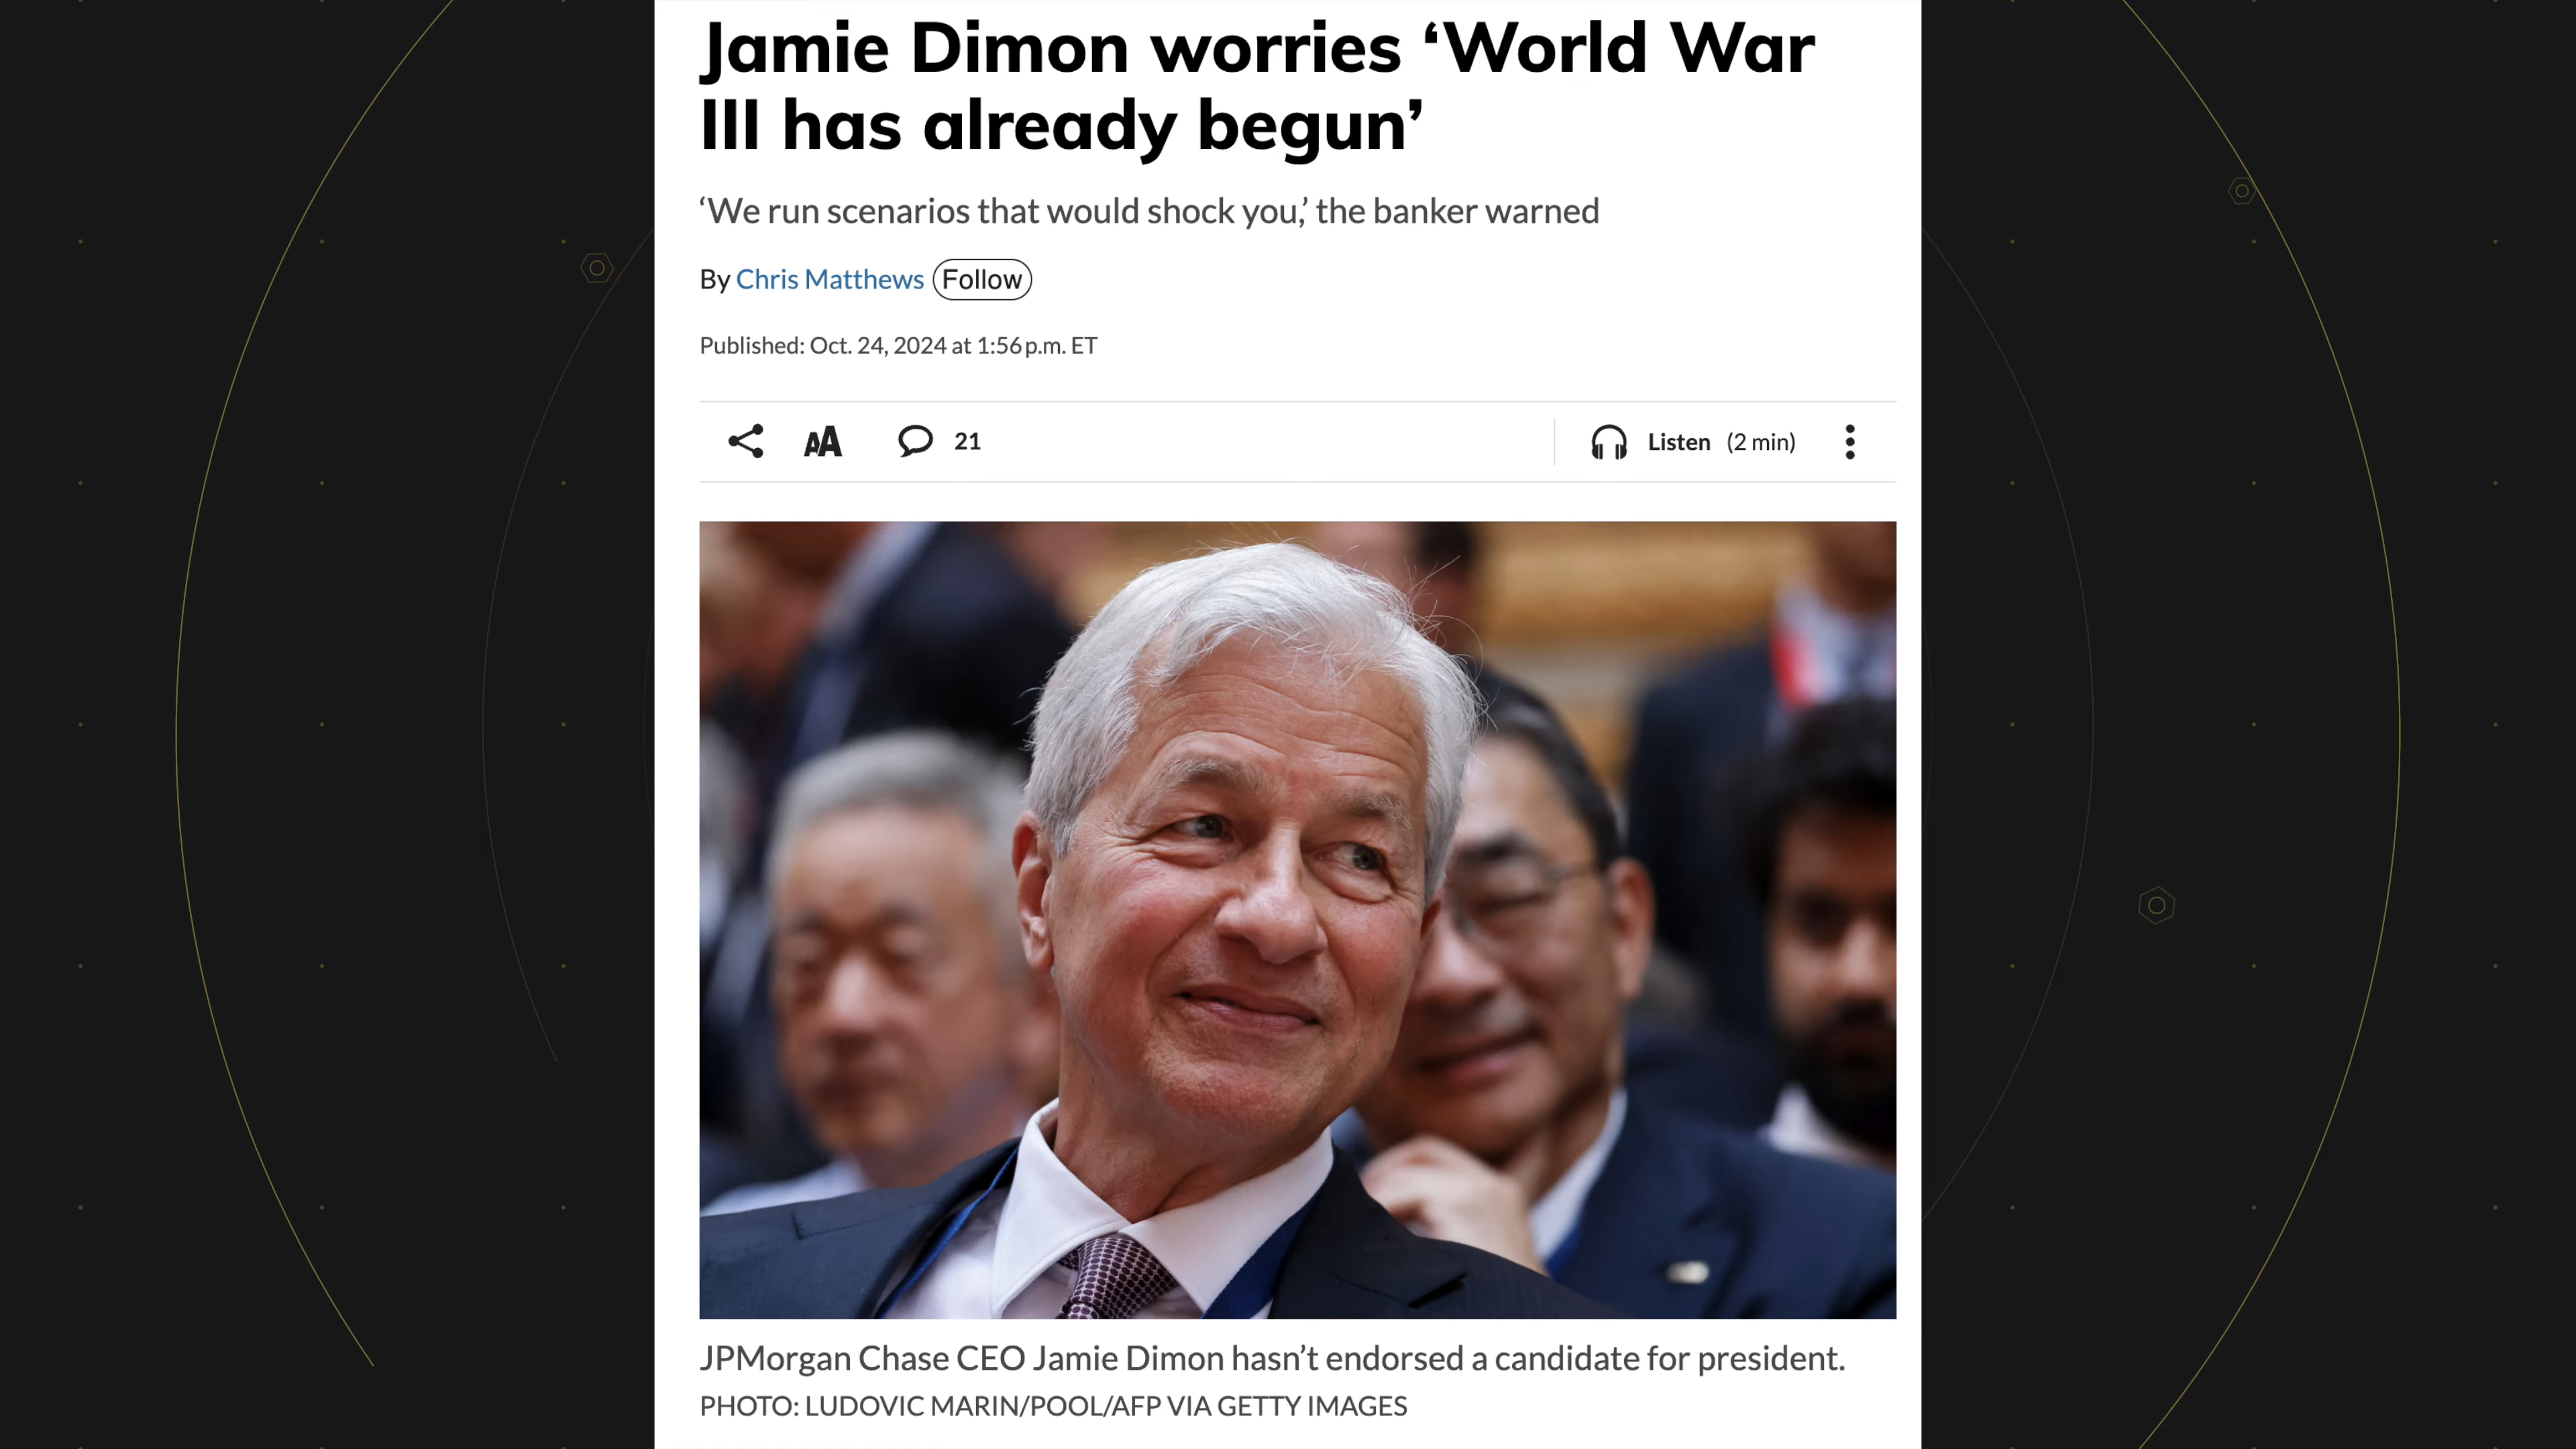 Jamie Dimon worries ‘World War
III has already begun’
‘We run scenarios that would shock you,’ the banker warned
By Chris Matthews Follow
Published: Oct. 24, 2024 at 1:56 p.m. ET
AA 21 Listen (2 min)
JPMorgan Chase CEO Jamie Dimon hasn’t endorsed a candidate for president.
PHOTO: LUDOVIC MARIN/POOL/AFP VIA GETTY IMAGES